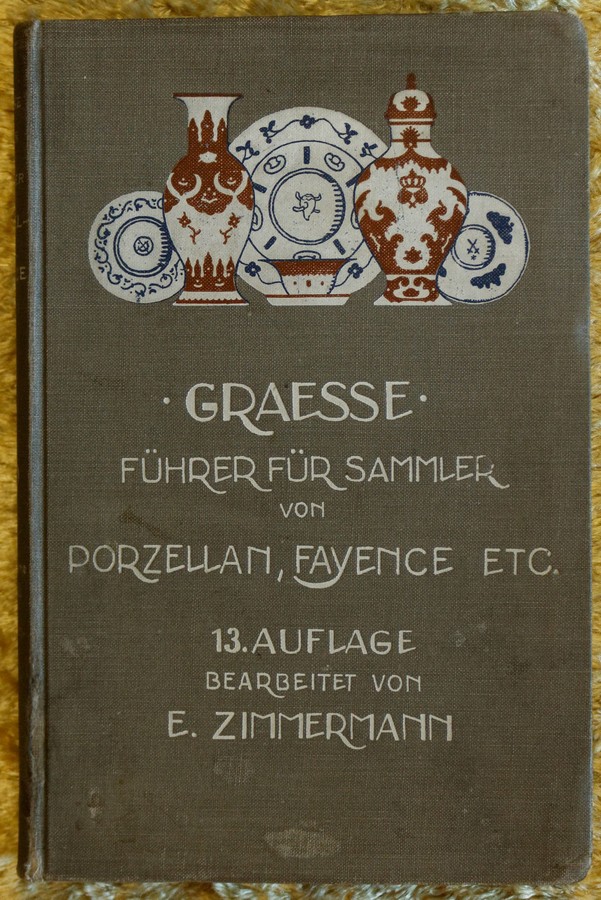 · GRAESSE ·
FÜHRER FÜR SAMMLER
VON
PORZELLAN, FAYENCE ETC.
13. AUFLAGE
BEARBEITET VON
E. ZIMMERMANN